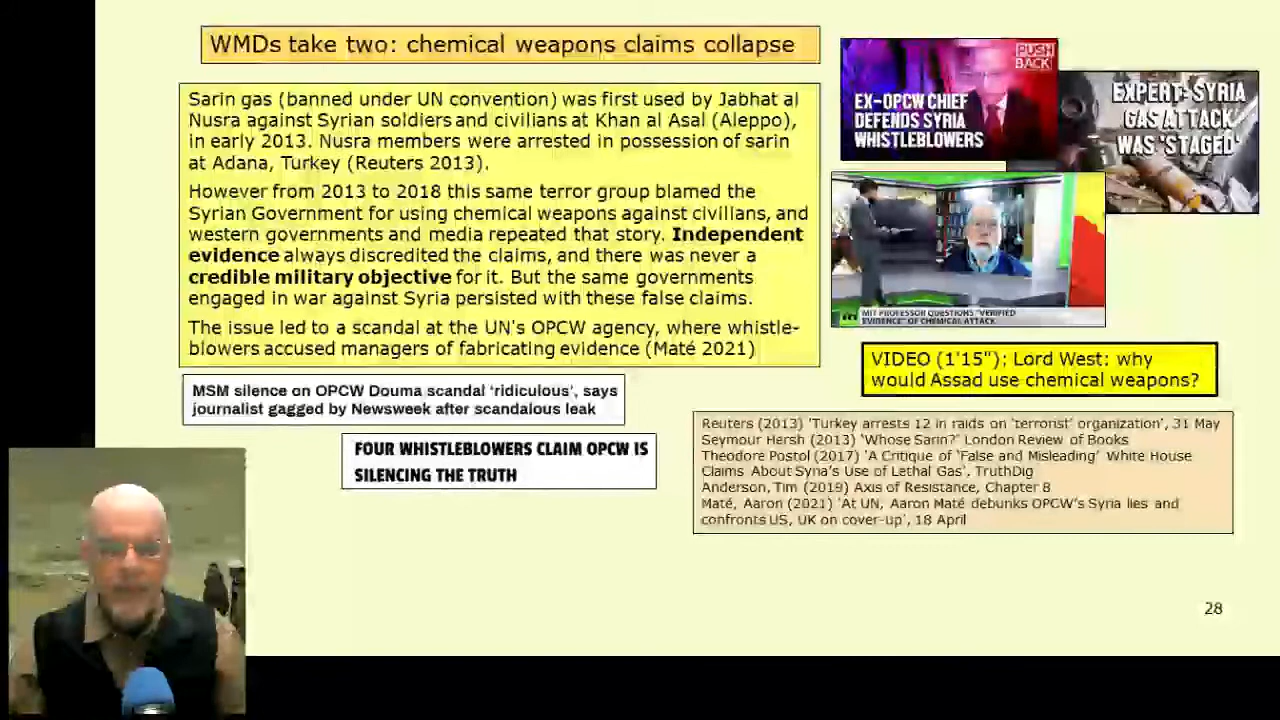 WMDs take two: chemical weapons claims collapse
Sarin gas (banned under UN convention) was first used by Jabhat al
Nusra against Syrian soldiers and civilians at Khan al Asal (Aleppo),
in early 2013. Nusra members were arrested in possession of sarin
at Adana, Turkey (Reuters 2013).
However from 2013 to 2018 this same terror group blamed the
Syrian Government for using chemical weapons against civilians, and
western governments and media repeated that story. Independent
evidence always discredited the claims, and there was never a
credible military objective for it. But the same governments
engaged in war against Syria persisted with these false claims.
The issue led to a scandal at the UN's OPCW agency, where whistle-
blowers accused managers of fabricating evidence (Maté 2021)
MSM silence on OPCW Douma scandal ‘ridiculous’, says
journalist gagged by Newsweek after scandalous leak
FOUR WHISTLEBLOWERS CLAIM OPCW IS
SILENCING THE TRUTH
PUSH
BACK
EX-OPCW CHIEF
DEFENDS SYRIA
WHISTLEBLOWERS
EXPERT: SYRIA
GAS ATTACK
WAS 'STAGED'
MIT PROFESSOR QUESTIONS "VERIFIED
EVIDENCE" OF CHEMICAL ATTACK
VIDEO (1'15"); Lord West: why
would Assad use chemical weapons?
Reuters (2013) 'Turkey arrests 12 in raids on 'terrorist' organization', 31 May
Seymour Hersh (2013) 'Whose Sarin?' London Review of Books
Theodore Postol (2017) 'A Critique of 'False and Misleading' White House
Claims About Syria's Use of Lethal Gas', TruthDig
Anderson, Tim (2019) Axis of Resistance, Chapter 8
Maté, Aaron (2021) 'At UN, Aaron Maté debunks OPCW's Syria lies and
confronts US, UK on cover-up', 18 April
28